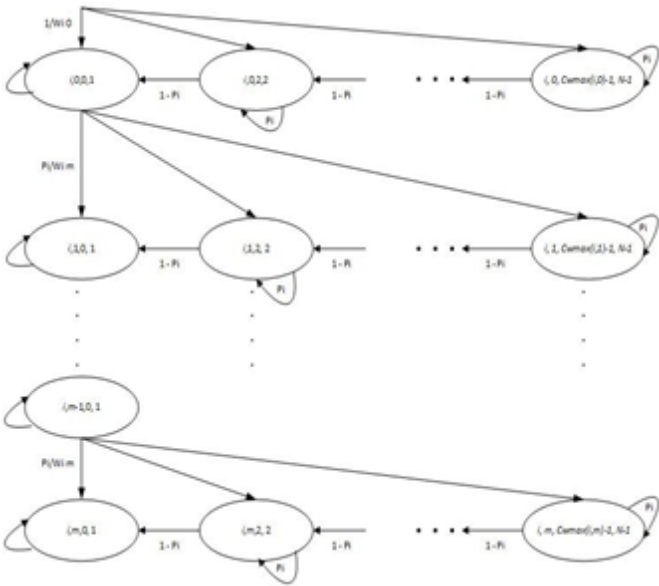 1/Wi 0
i,0,0,1
i,0,2,2
i, 0, Cwmax(i,0)-1, N-1
Pi
1 - Pi
1 - Pi
1 - Pi
Pi
Pi/Wi m
i,1,0, 1
i,1,2, 2
i, 1, Cwmax(i,1)-1, N-1
Pi
1 - Pi
1 - Pi
1 - Pi
Pi
i,m-1,0, 1
Pi/Wi m
i,m,0, 1
i,m,2, 2
i, m, Cwmax(i,m)-1, N-1
Pi
1 - Pi
1 - Pi
1 - Pi
Pi